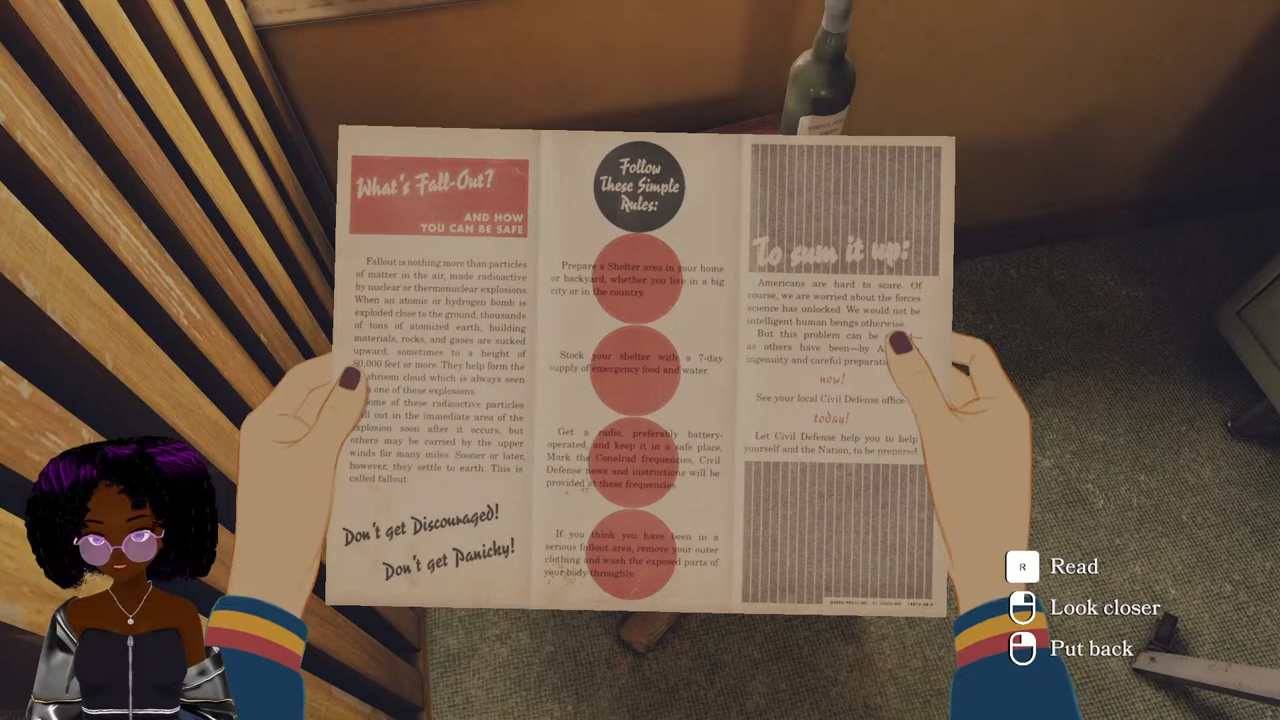 What's Fall-Out?
AND HOW
YOU CAN BE SAFE
Fallout is nothing more than particles
of matter in the air, made radioactive
by nuclear or thermonuclear explosions.
When an atomic or hydrogen bomb is
exploded close to the ground, thousands
of tons of atomized earth, building
materials, rocks, and gases are sucked
upward, sometimes to a height of
60,000 feet or more. They help form the
mushroom cloud which is always seen
in one of these explosions.
Some of these radioactive particles
fall out in the immediate area of the
explosion soon after it occurs, but
others may be carried by the upper
winds for many miles. Sooner or later,
however, they settle to earth. This is
called fallout.
Don't get Discouraged!
Don't get Panicky!
Follow
These Simple
Rules:
Prepare a Shelter area in your home
or backyard, whether you live in a big
city or in the country.
Stock your shelter with a 7-day
supply of emergency food and water.
Get a radio, preferably battery-
operated, and keep it in a safe place,
Mark the Conelrad frequencies, Civil
Defense news and instructions will be
provided at these frequencies.
If you think you have been in a
serious fallout area, remove your outer
clothing and wash the exposed parts of
your body throughly.
To sum it up:
Americans are hard to scare. Of
course, we are worried about the forces
science has unlocked. We would not be
intelligent human beings otherwise.
But this problem can be
as others have been—by
ingenuity and careful
now!
See your local Civil Defense office
today!
Let Civil Defense help you to help
yourself and the Nation, to be prepared
R
Read
Look closer
Put back